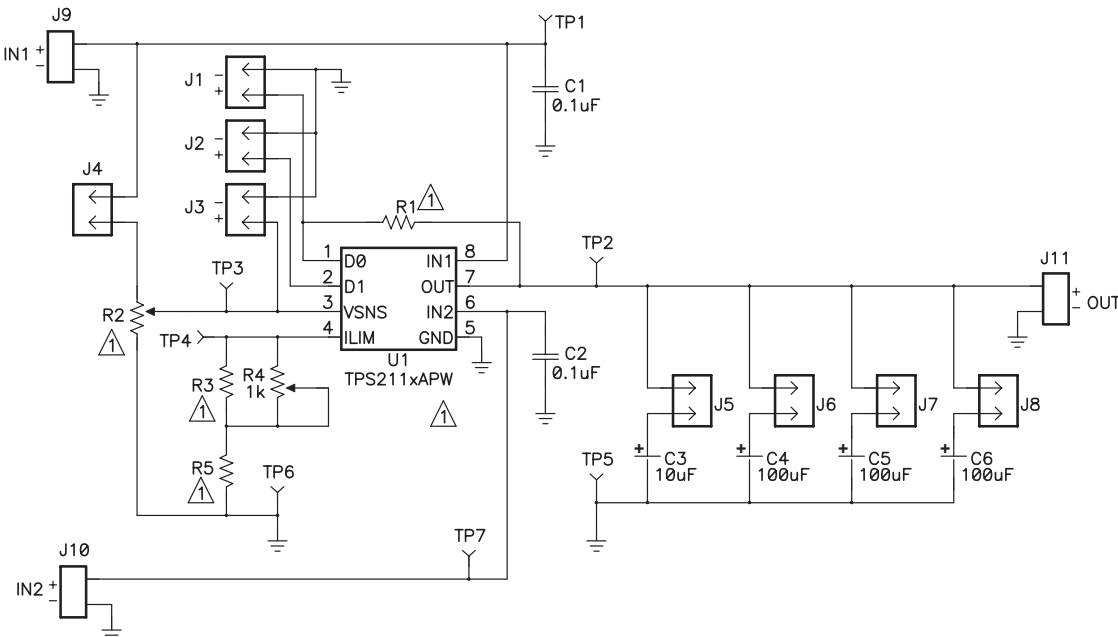 J9
IN1 +
-
TP1
J1 -
+
C1
0.1uF
J2 -
+
J4
J3 -
+
R1
1
TP3
TP2
J11
1 D0 IN1 8
2 D1 OUT 7
3 VSNS IN2 6
4 ILIM GND 5
+
- OUT
R2
1
TP4
U1
TPS211xAPW
1
C2
0.1uF
R3
1
R4
1k
J5
J6
J7
J8
R5
1
TP6
TP5
+ C3
10uF
+ C4
100uF
+ C5
100uF
+ C6
100uF
TP7
J10
IN2 +
-